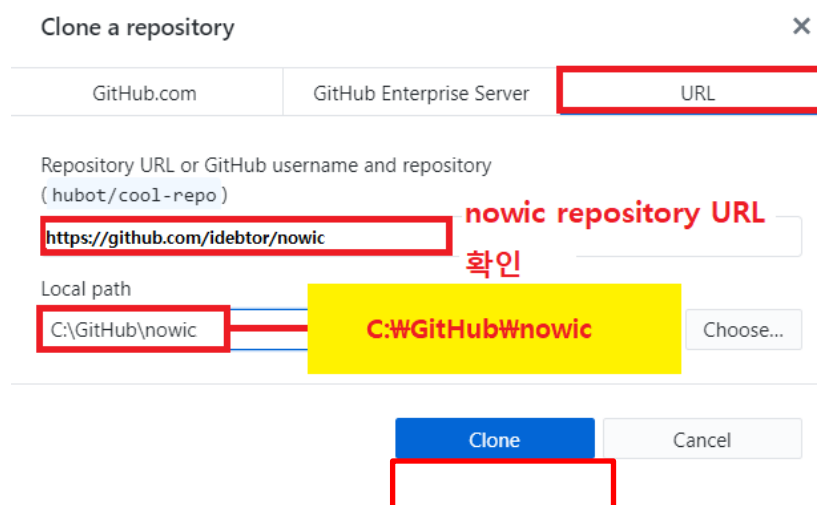 Clone a repository
GitHub.com
GitHub Enterprise Server
URL
Repository URL or GitHub username and repository
(hubot/cool-repo)
https://github.com/idebtor/nowic
nowic repository URL
확인
Local path
C:\GitHub\nowic
C:₩GitHub₩nowic
Choose...
Clone
Cancel